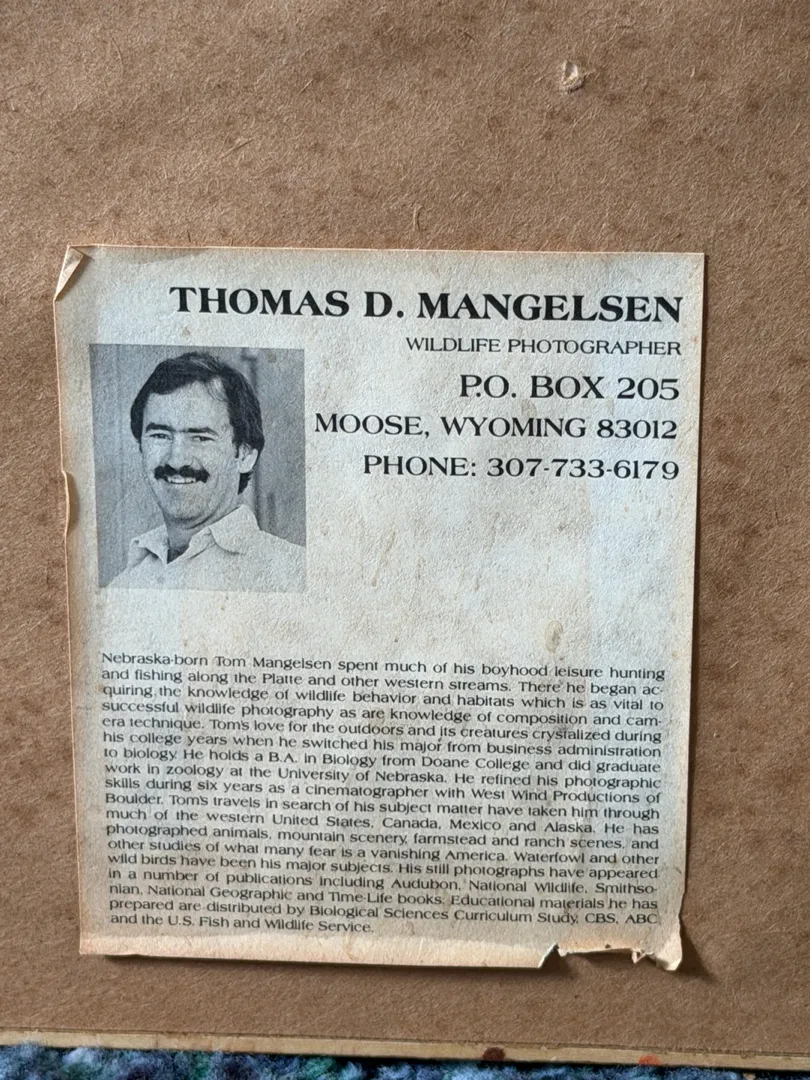 THOMAS D. MANGELSEN
WILDLIFE PHOTOGRAPHER
P.O. BOX 205
MOOSE, WYOMING 83012
PHONE: 307-733-6179
Nebraska-born Tom Mangelsen spent much of his boyhood leisure hunting
and fishing along the Platte and other western streams. There he began ac-
quiring the knowledge of wildlife behavior and habitats which is as vital to
successful wildlife photography as are knowledge of composition and cam-
era technique. Tom's love for the outdoors and its creatures crystalized during
his college years when he switched his major from business administration
to biology. He holds a B.A. in Biology from Doane College and did graduate
work in zoology at the University of Nebraska. He refined his photographic
skills during six years as a cinematographer with West Wind Productions of
Boulder. Tom's travels in search of his subject matter have taken him through
much of the western United States, Canada, Mexico and Alaska. He has
photographed animals, mountain scenery, farmstead and ranch scenes, and
other studies of what many fear is a vanishing America. Waterfowl and other
wild birds have been his major subjects. His still photographs have appeared
in a number of publications including Audubon, National Wildlife, Smithso-
nian, National Geographic and Time-Life books. Educational materials he has
prepared are distributed by Biological Sciences Curriculum Study, CBS, ABC
and the U.S. Fish and Wildlife Service.